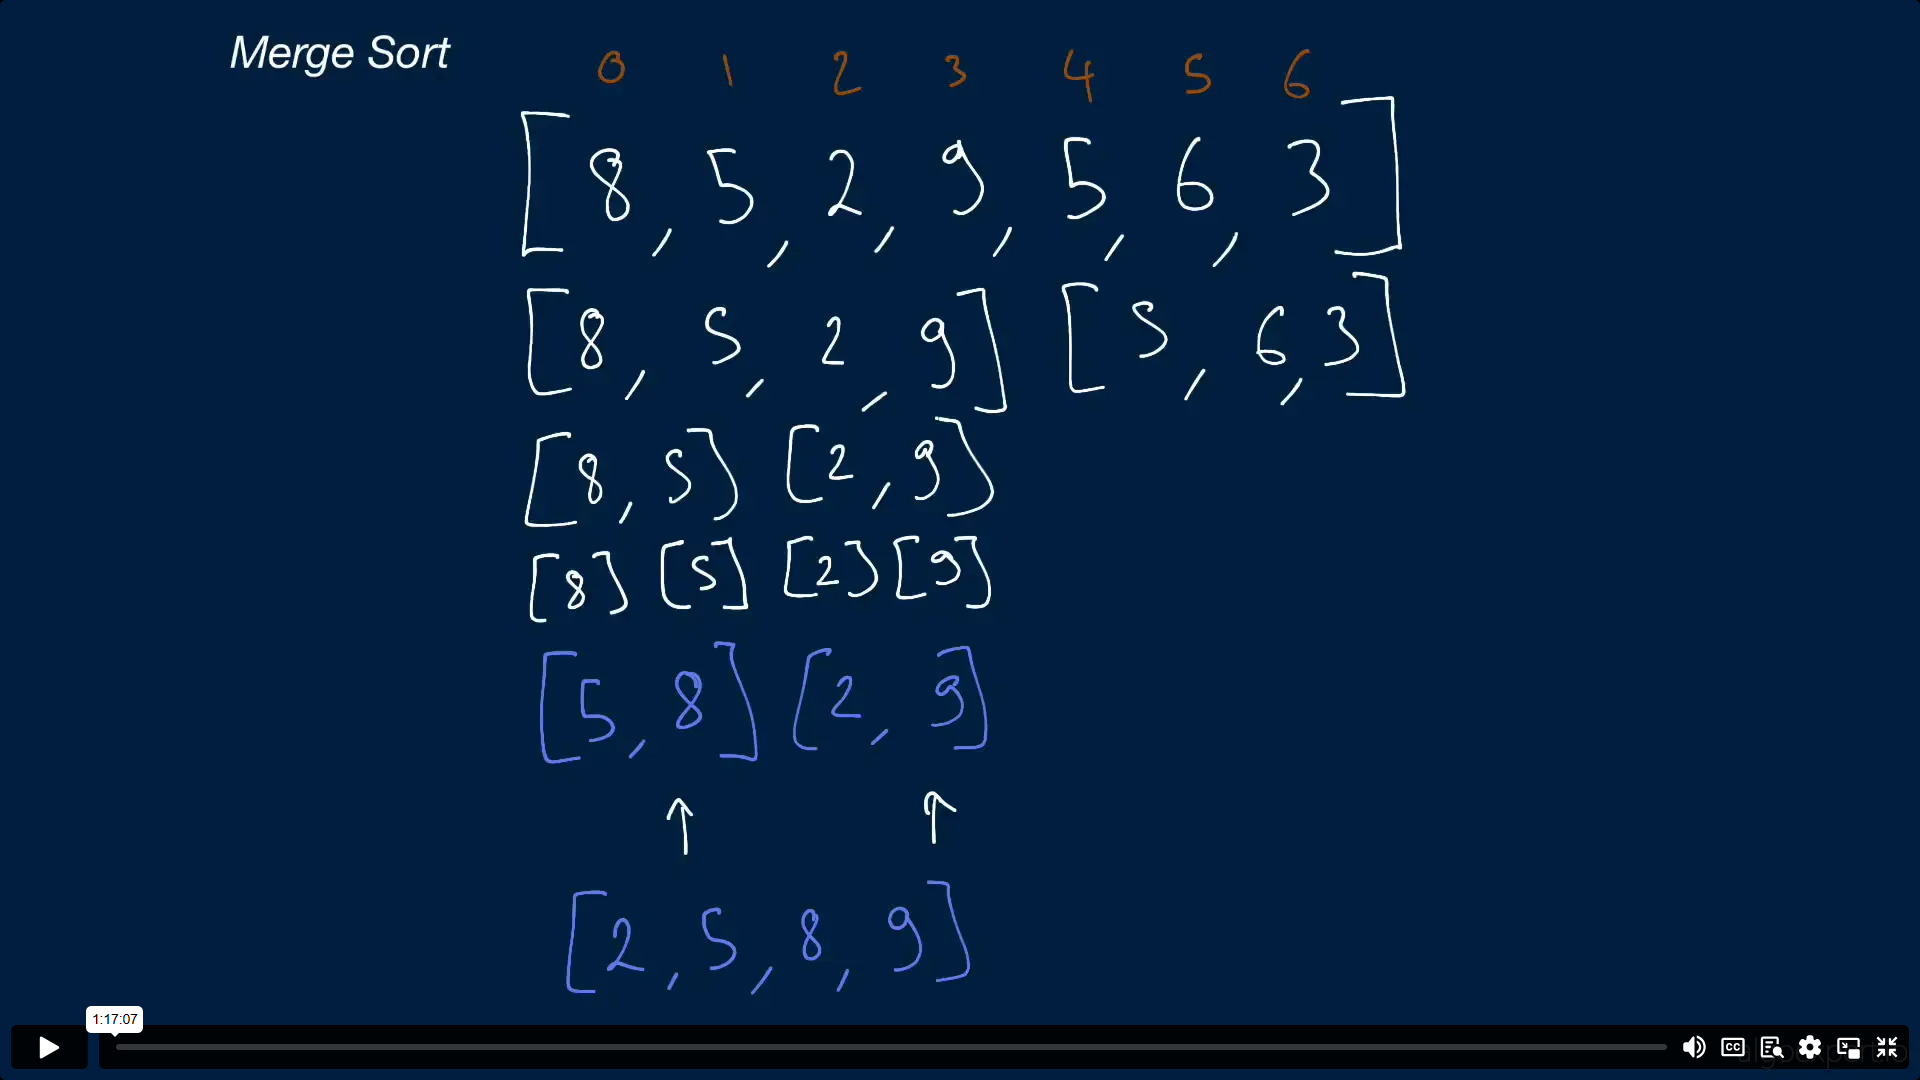 Merge Sort
0 1 2 3 4 5 6
[8, 5, 2, 9, 5, 6, 3]
[8, 5, 2, 9] [5, 6, 3]
[8, 5] [2, 9]
[8] [5] [2] [9]
[5, 8] [2, 9]
↑ ↑
[2, 5, 8, 9]
1:17:07
CC